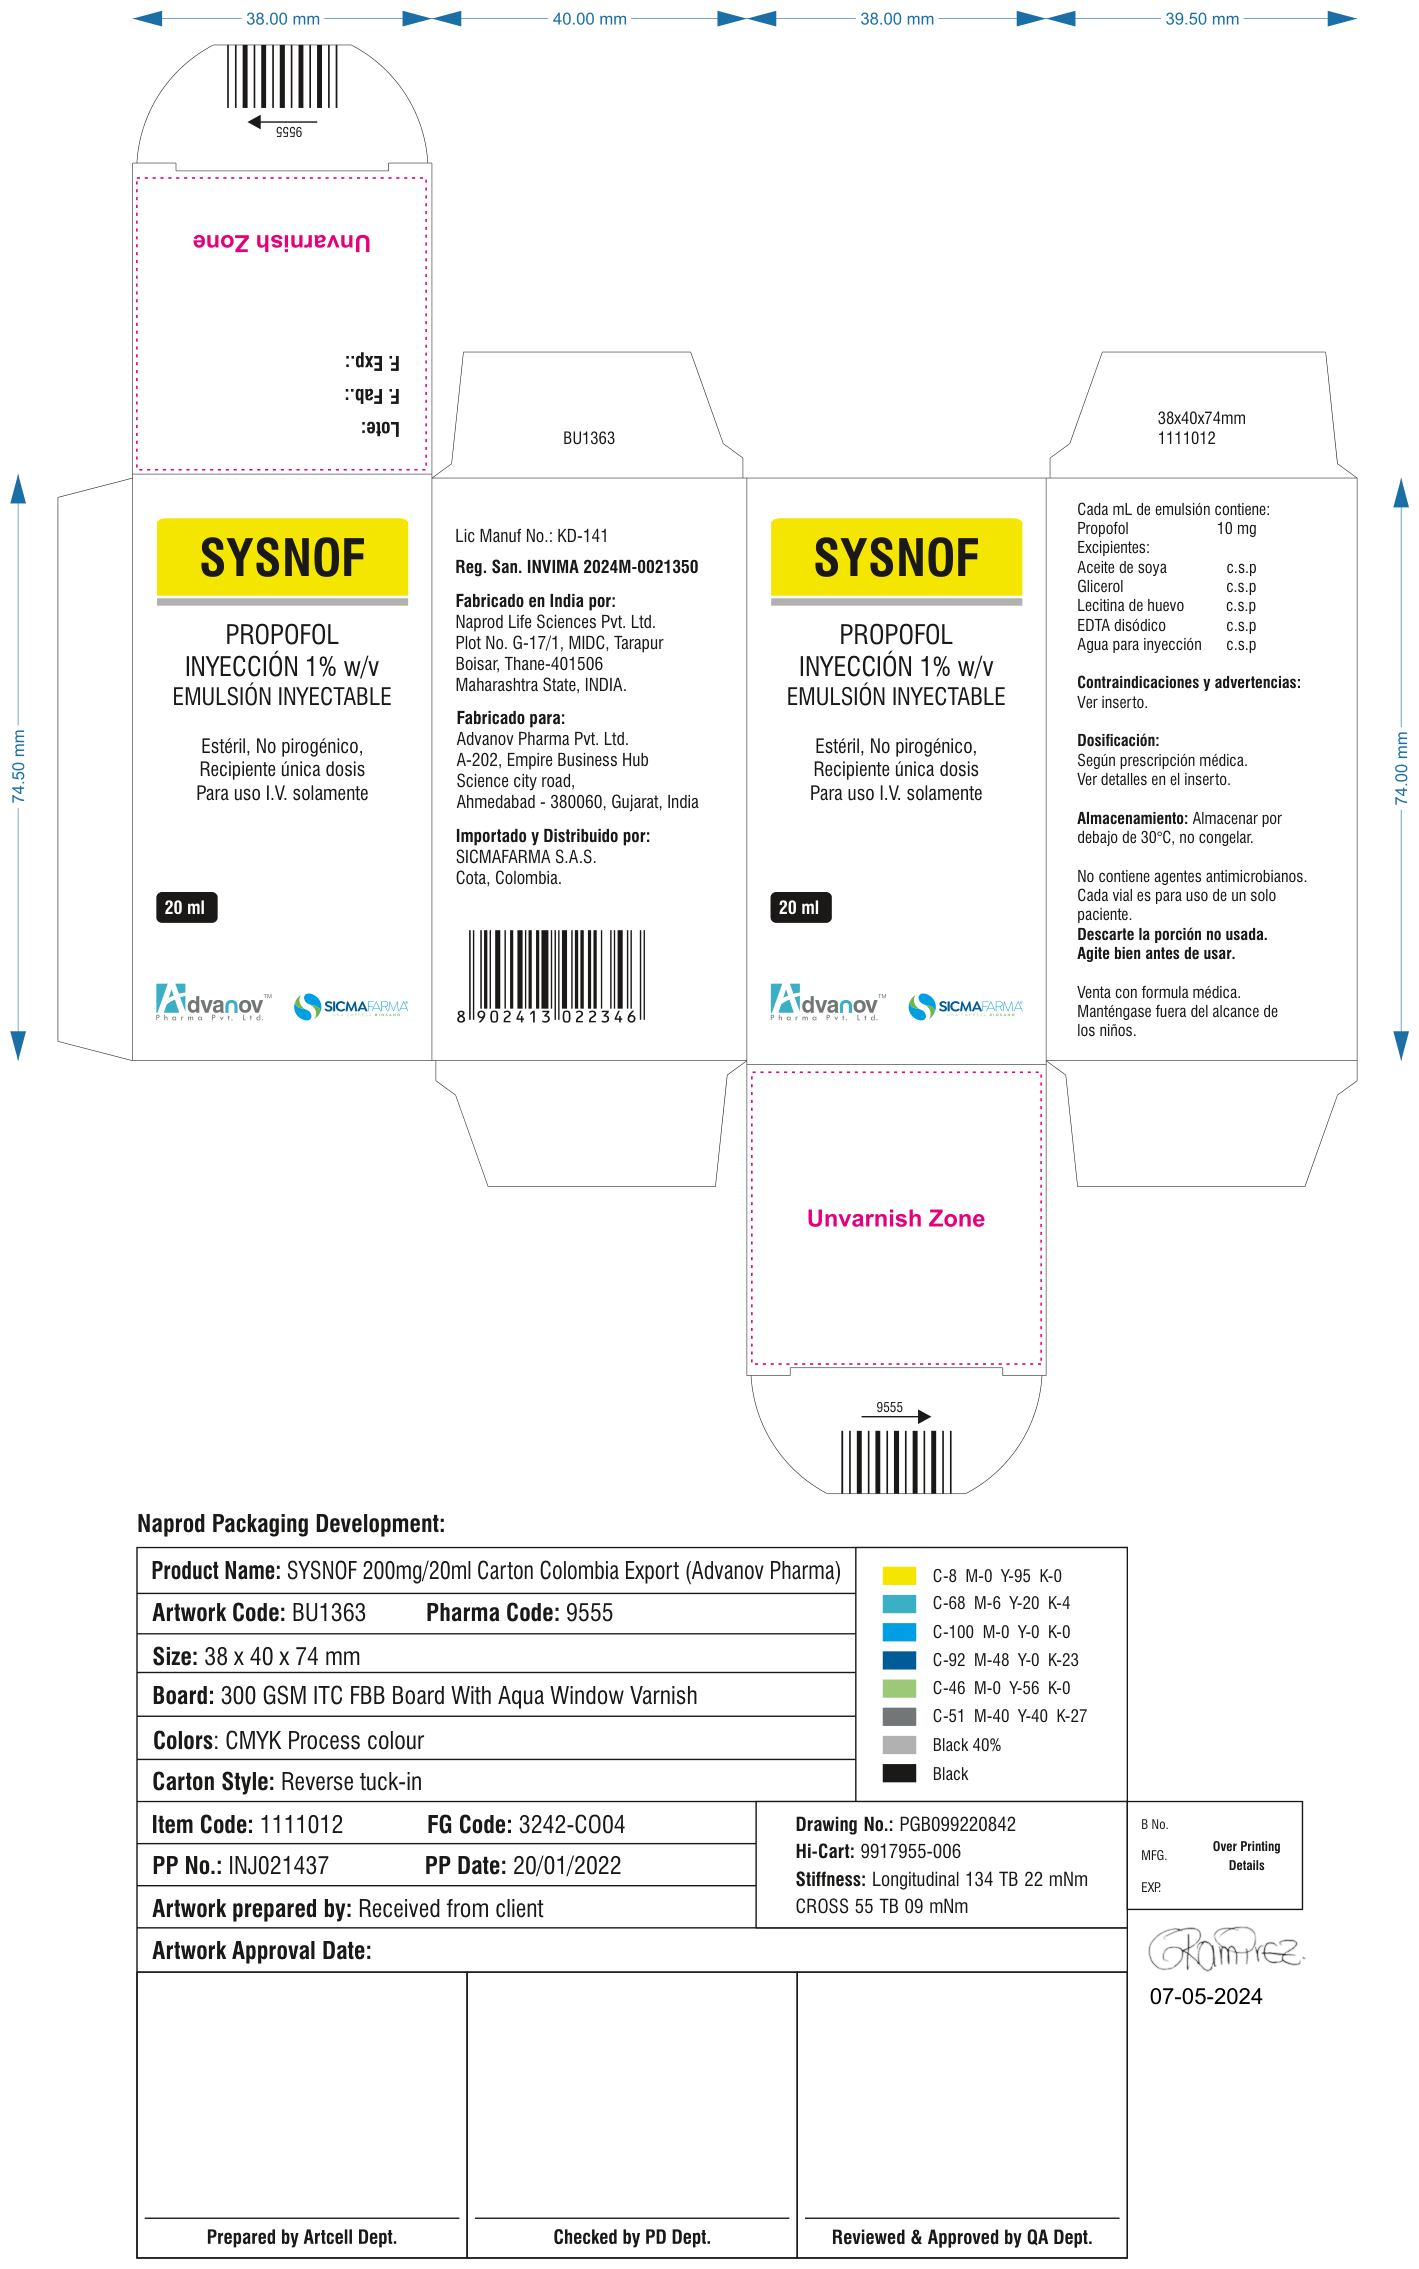 38.00 mm
40.00 mm
38.00 mm
39.50 mm
9555
Unvarnish Zone
F. Exp.:
F. Fab.:
Lote:
BU1363
38x40x74mm
1111012
74.50 mm
74.00 mm
SYSNOF
PROPOFOL
INYECCIÓN 1% w/v
EMULSIÓN INYECTABLE
Estéril, No pirogénico,
Recipiente única dosis
Para uso I.V. solamente
20 ml
Advanov™
Pharma Pvt. Ltd.
SICMAFARMA®
Lic Manuf No.: KD-141
Reg. San. INVIMA 2024M-0021350
Fabricado en India por:
Naprod Life Sciences Pvt. Ltd.
Plot No. G-17/1, MIDC, Tarapur
Boisar, Thane-401506
Maharashtra State, INDIA.
Fabricado para:
Advanov Pharma Pvt. Ltd.
A-202, Empire Business Hub
Science city road,
Ahmedabad - 380060, Gujarat, India
Importado y Distribuido por:
SICMAFARMA S.A.S.
Cota, Colombia.
8 902413 022346
SYSNOF
PROPOFOL
INYECCIÓN 1% w/v
EMULSIÓN INYECTABLE
Estéril, No pirogénico,
Recipiente única dosis
Para uso I.V. solamente
20 ml
Advanov™
Pharma Pvt. Ltd.
SICMAFARMA®
Cada mL de emulsión contiene:
Propofol 10 mg
Excipientes:
Aceite de soya c.s.p
Glicerol c.s.p
Lecitina de huevo c.s.p
EDTA disódico c.s.p
Agua para inyección c.s.p
Contraindicaciones y advertencias:
Ver inserto.
Dosificación:
Según prescripción médica.
Ver detalles en el inserto.
Almacenamiento: Almacenar por
debajo de 30°C, no congelar.
No contiene agentes antimicrobianos.
Cada vial es para uso de un solo
paciente.
Descarte la porción no usada.
Agite bien antes de usar.
Venta con formula médica.
Manténgase fuera del alcance de
los niños.
Unvarnish Zone
9555
Naprod Packaging Development:
Product Name: SYSNOF 200mg/20ml Carton Colombia Export (Advanov Pharma)
Artwork Code: BU1363 Pharma Code: 9555
Size: 38 x 40 x 74 mm
Board: 300 GSM ITC FBB Board With Aqua Window Varnish
Colors: CMYK Process colour
Carton Style: Reverse tuck-in
C-8 M-0 Y-95 K-0
C-68 M-6 Y-20 K-4
C-100 M-0 Y-0 K-0
C-92 M-48 Y-0 K-23
C-46 M-0 Y-56 K-0
C-51 M-40 Y-40 K-27
Black 40%
Black
Item Code: 1111012 FG Code: 3242-CO04
PP No.: INJ021437 PP Date: 20/01/2022
Artwork prepared by: Received from client
Drawing No.: PGB099220842
Hi-Cart: 9917955-006
Stiffness: Longitudinal 134 TB 22 mNm
CROSS 55 TB 09 mNm
B No.
MFG.
EXP.
Over Printing
Details
Artwork Approval Date:
GRamirez.
07-05-2024
Prepared by Artcell Dept.
Checked by PD Dept.
Reviewed & Approved by QA Dept.